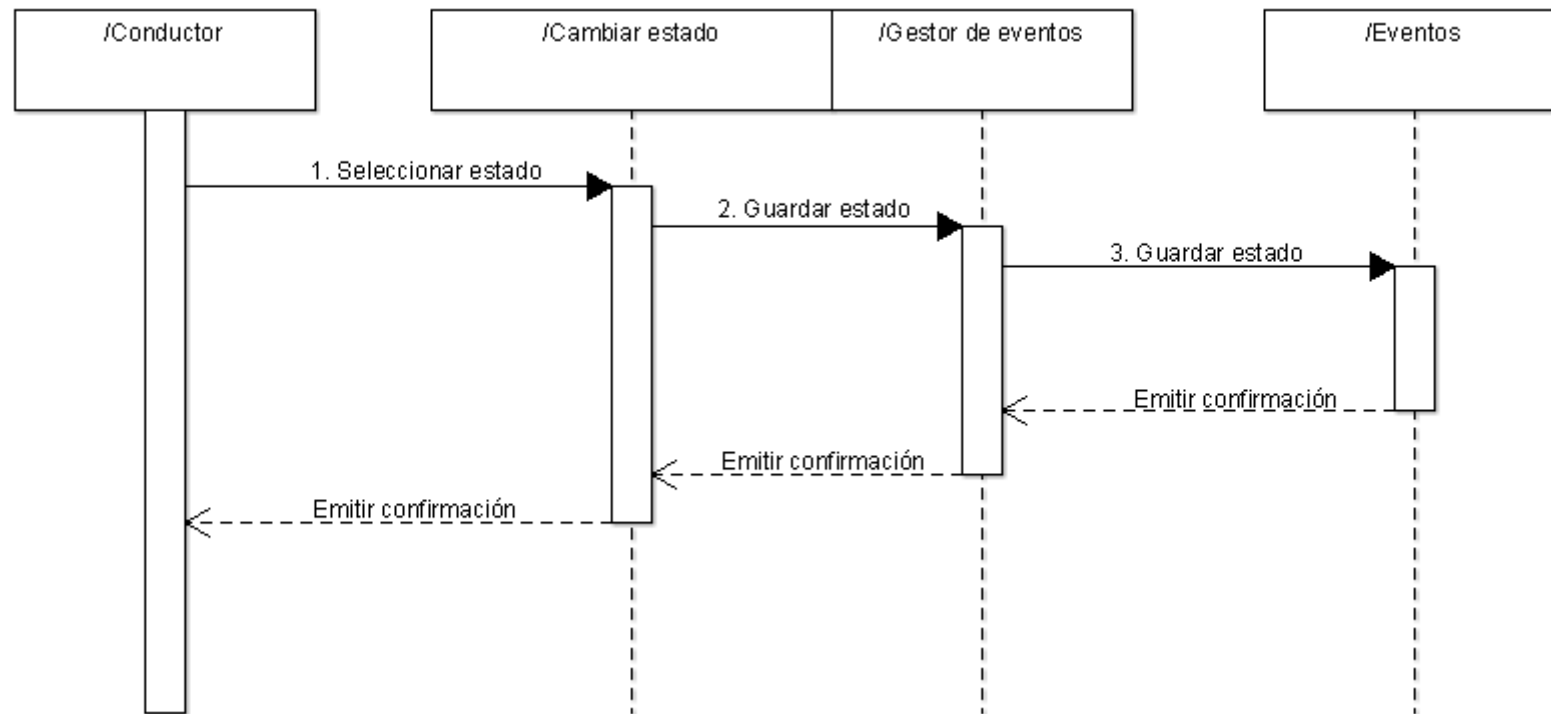 /Conductor
/Cambiar estado
/Gestor de eventos
/Eventos
1. Seleccionar estado
2. Guardar estado
3. Guardar estado
Emitir confirmación
Emitir confirmación
Emitir confirmación